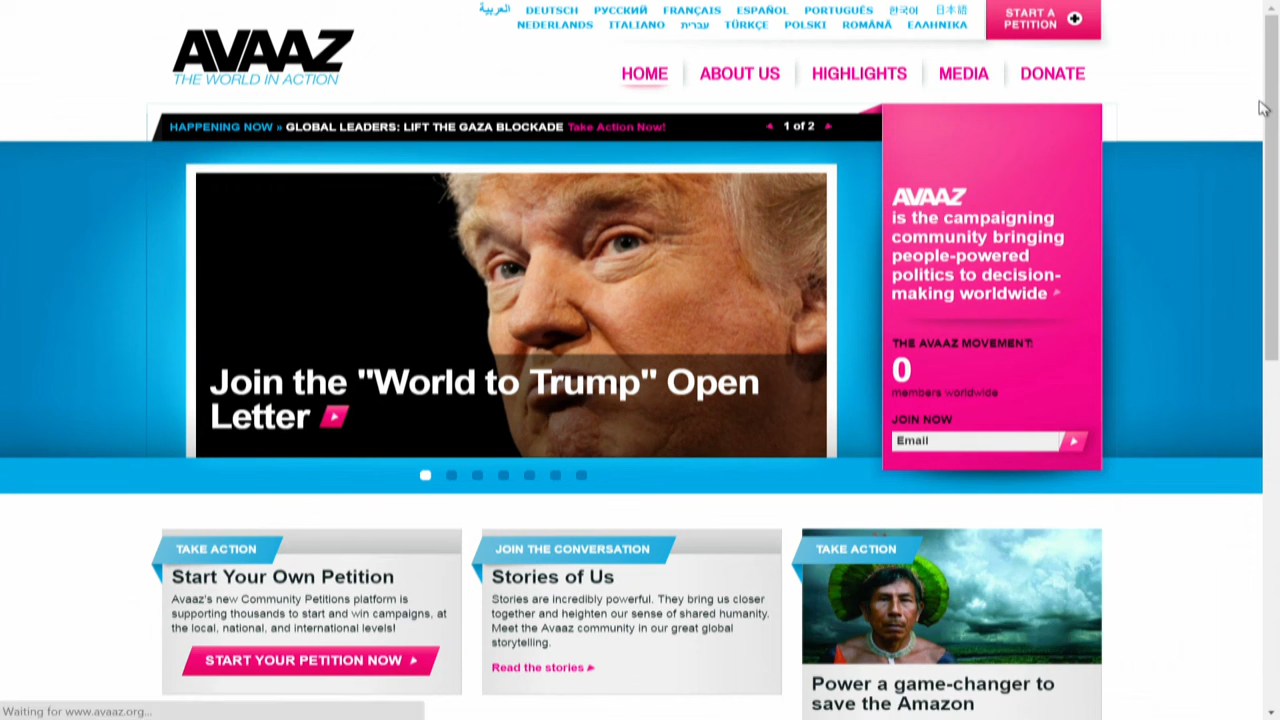 العربية DEUTSCH РУССКИЙ FRANÇAIS ESPAÑOL PORTUGUÊS 한국어 日本語
NEDERLANDS ITALIANO עברית TÜRKÇE POLSKI ROMÂNĂ ΕΛΛΗΝΙΚΑ
START A
PETITION
AVAAZ
THE WORLD IN ACTION
HOME ABOUT US HIGHLIGHTS MEDIA DONATE
HAPPENING NOW » GLOBAL LEADERS: LIFT THE GAZA BLOCKADE Take Action Now! 1 of 2
Join the "World to Trump" Open
Letter
AVAAZ
is the campaigning
community bringing
people-powered
politics to decision-
making worldwide
THE AVAAZ MOVEMENT:
0
members worldwide
JOIN NOW
Email
TAKE ACTION
Start Your Own Petition
Avaaz's new Community Petitions platform is
supporting thousands to start and win campaigns, at
the local, national, and international levels!
START YOUR PETITION NOW
JOIN THE CONVERSATION
Stories of Us
Stories are incredibly powerful. They bring us closer
together and heighten our sense of shared humanity.
Meet the Avaaz community in our great global
storytelling.
Read the stories
TAKE ACTION
Power a game-changer to
save the Amazon
Waiting for www.avaaz.org...